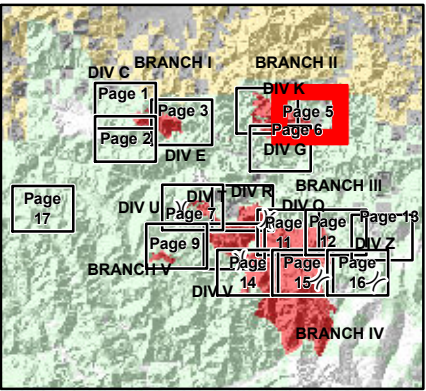 BRANCH I
BRANCH II
DIV C
DIV K
Page 1
Page 3
Page 5
Page 6
Page 2
DIV G
DIV E
BRANCH III
DIV R
Page
17
DIV U
Page 7
DIV O
Page 13
Page
11
Page
12
Page 9
DIV Z
BRANCH V
Page
14
Page
15
Page
16
DIV V
BRANCH IV